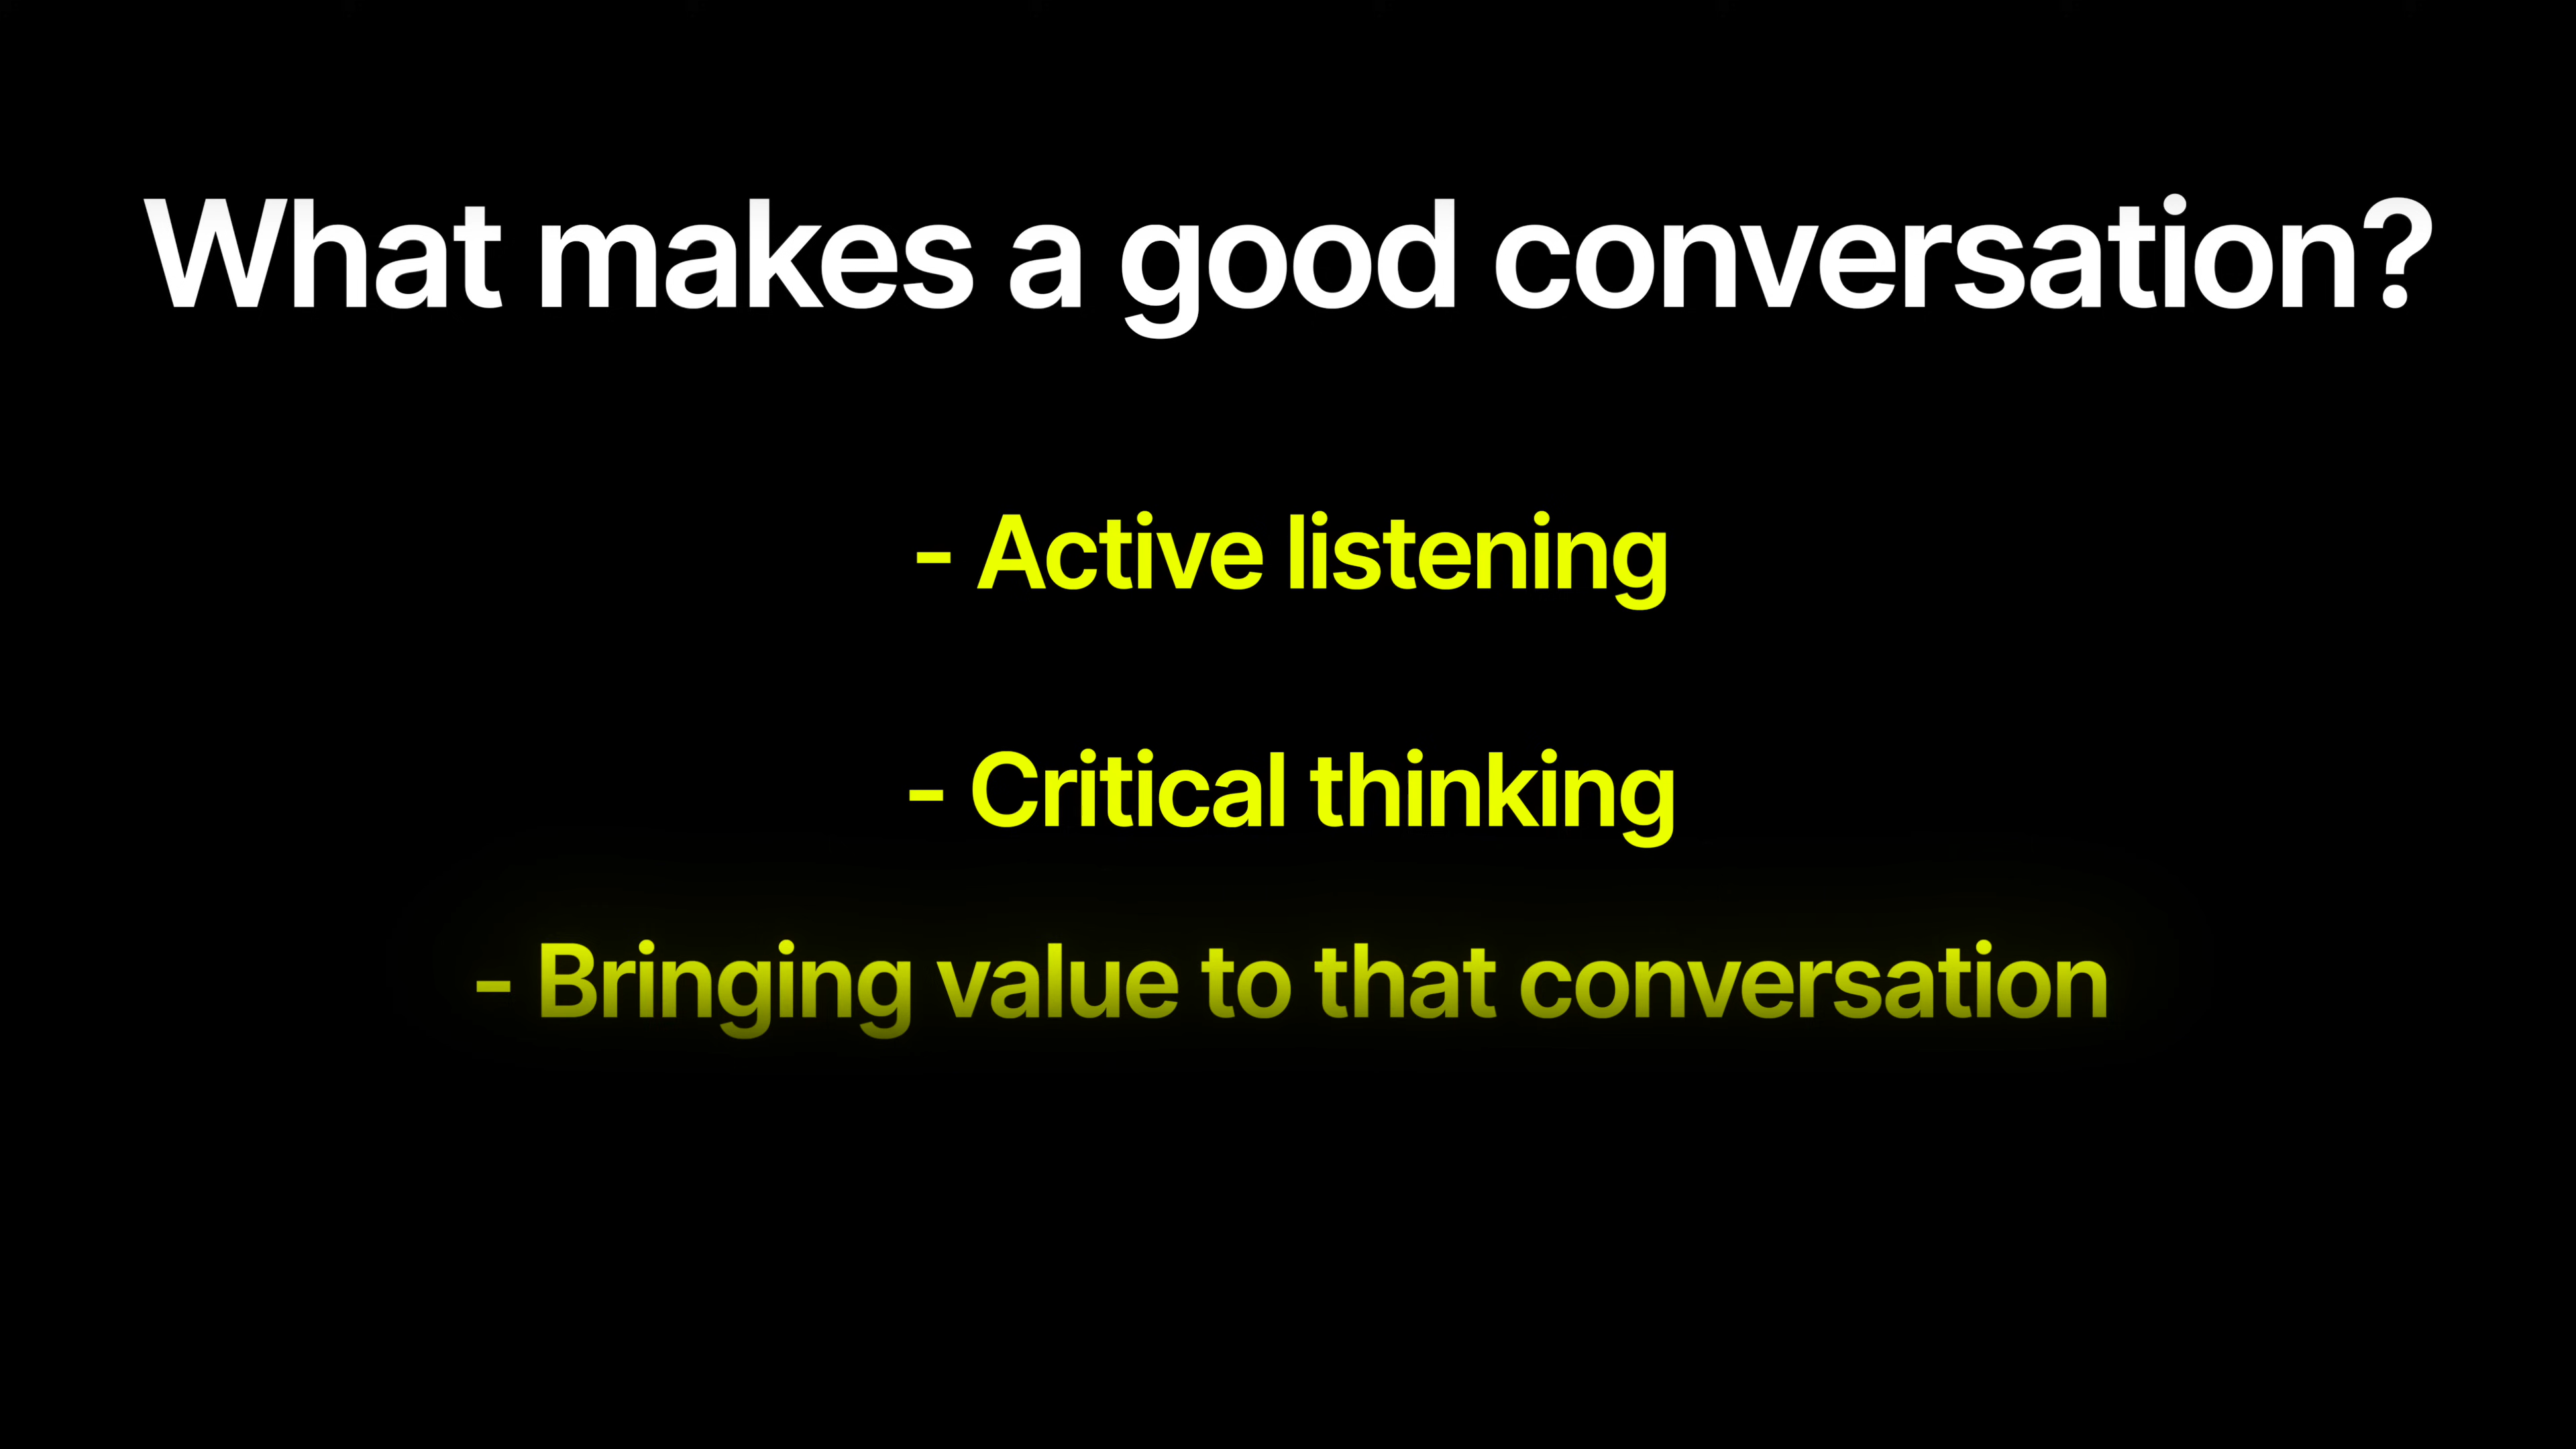 What makes a good conversation?
- Active listening
- Critical thinking
- Bringing value to that conversation